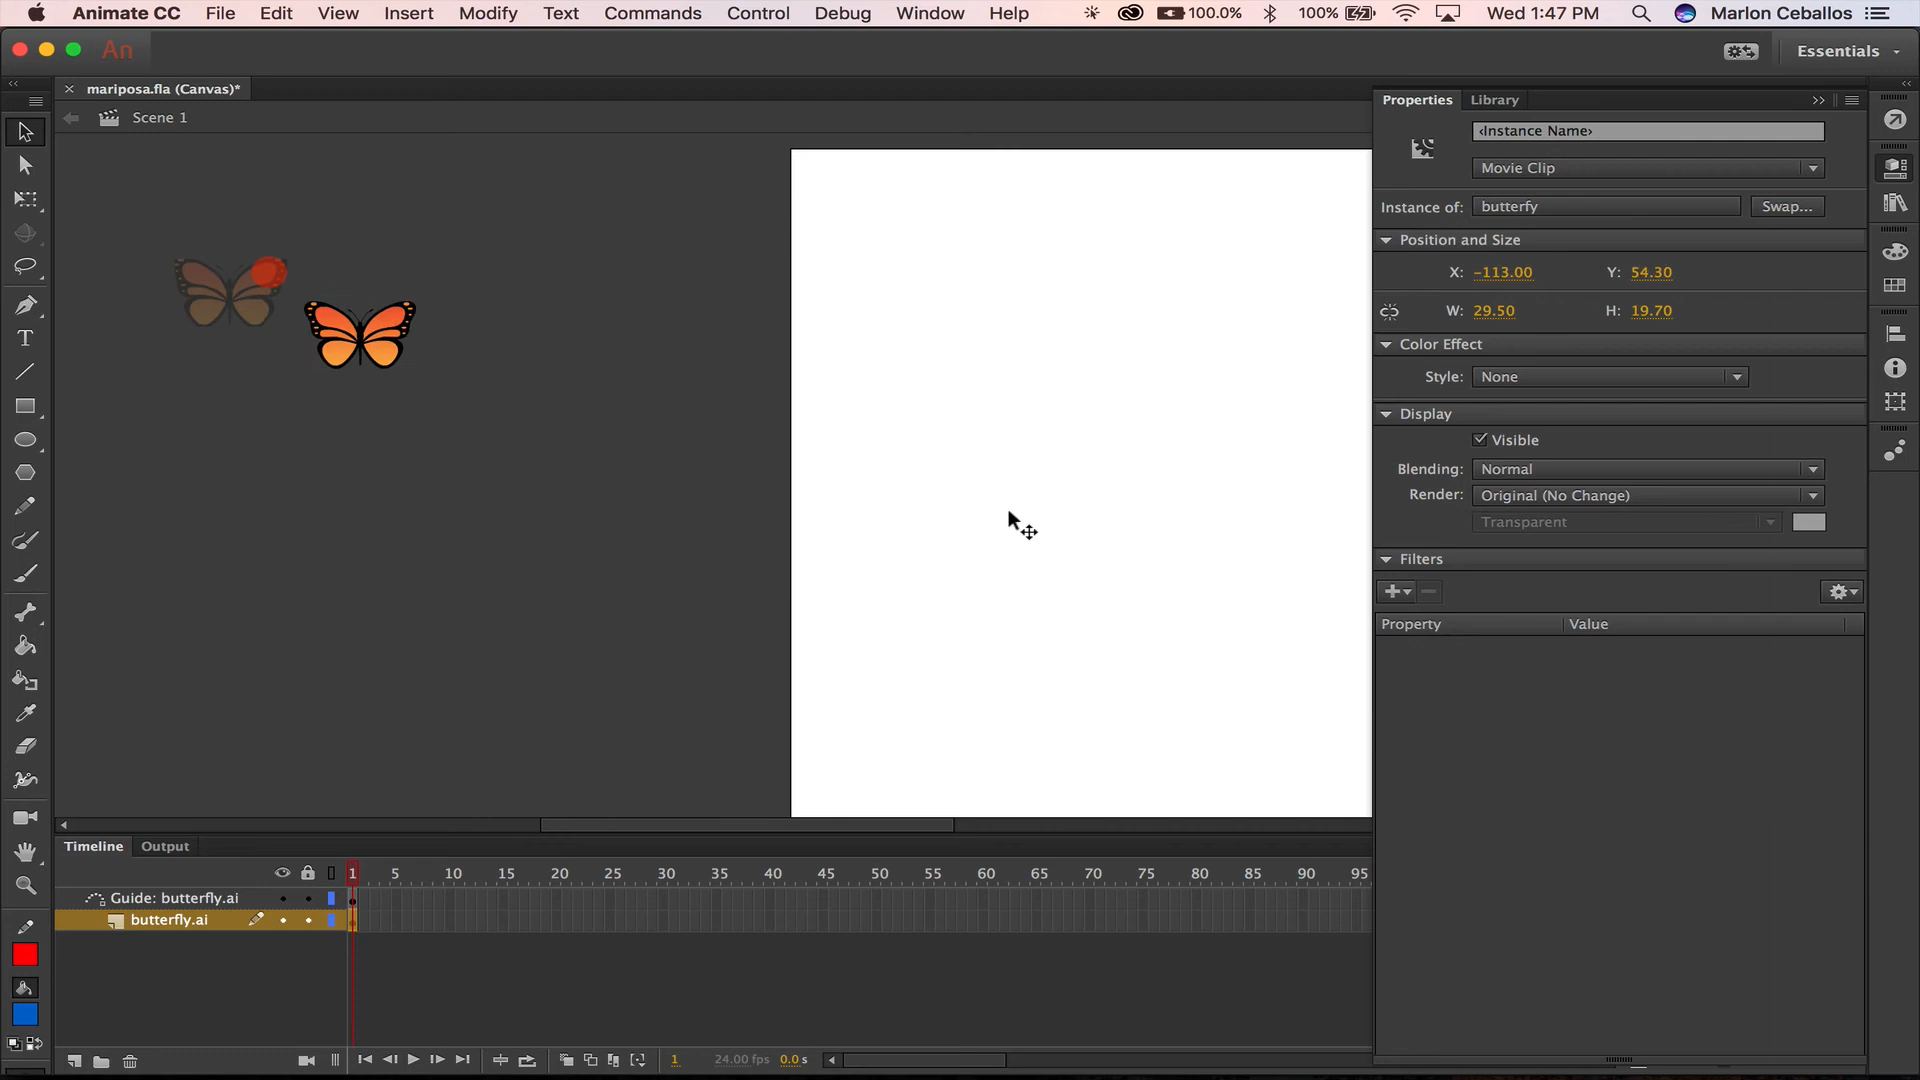 Animate CC File Edit View Insert Modify Text Commands Control Debug Window Help 100.0% 100% Wed 1:47 PM Marlon Ceballos
An Essentials
mariposa.fla (Canvas)*
Scene 1
Properties Library
<Instance Name>
Movie Clip
Instance of: butterfy Swap...
Position and Size
X: -113.00 Y: 54.30
W: 29.50 H: 19.70
Color Effect
Style: None
Display
Visible
Blending: Normal
Render: Original (No Change)
Transparent
Filters
Property Value
T
Timeline Output
1 5 10 15 20 25 30 35 40 45 50 55 60 65 70 75 80 85 90 95
Guide: butterfly.ai
butterfly.ai
1 24.00 fps 0.0 s